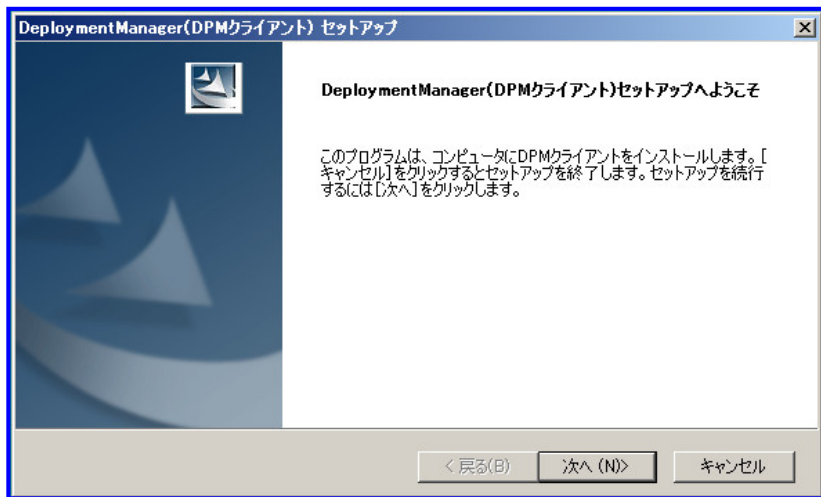 DeploymentManager(DPMクライアント) セットアップ
DeploymentManager(DPMクライアント)セットアップへようこそ
このプログラムは、コンピュータにDPMクライアントをインストールします。[
キャンセル]をクリックするとセットアップを終了します。セットアップを続行
するには[次へ]をクリックします。
< 戻る(B)
次へ (N)>
キャンセル